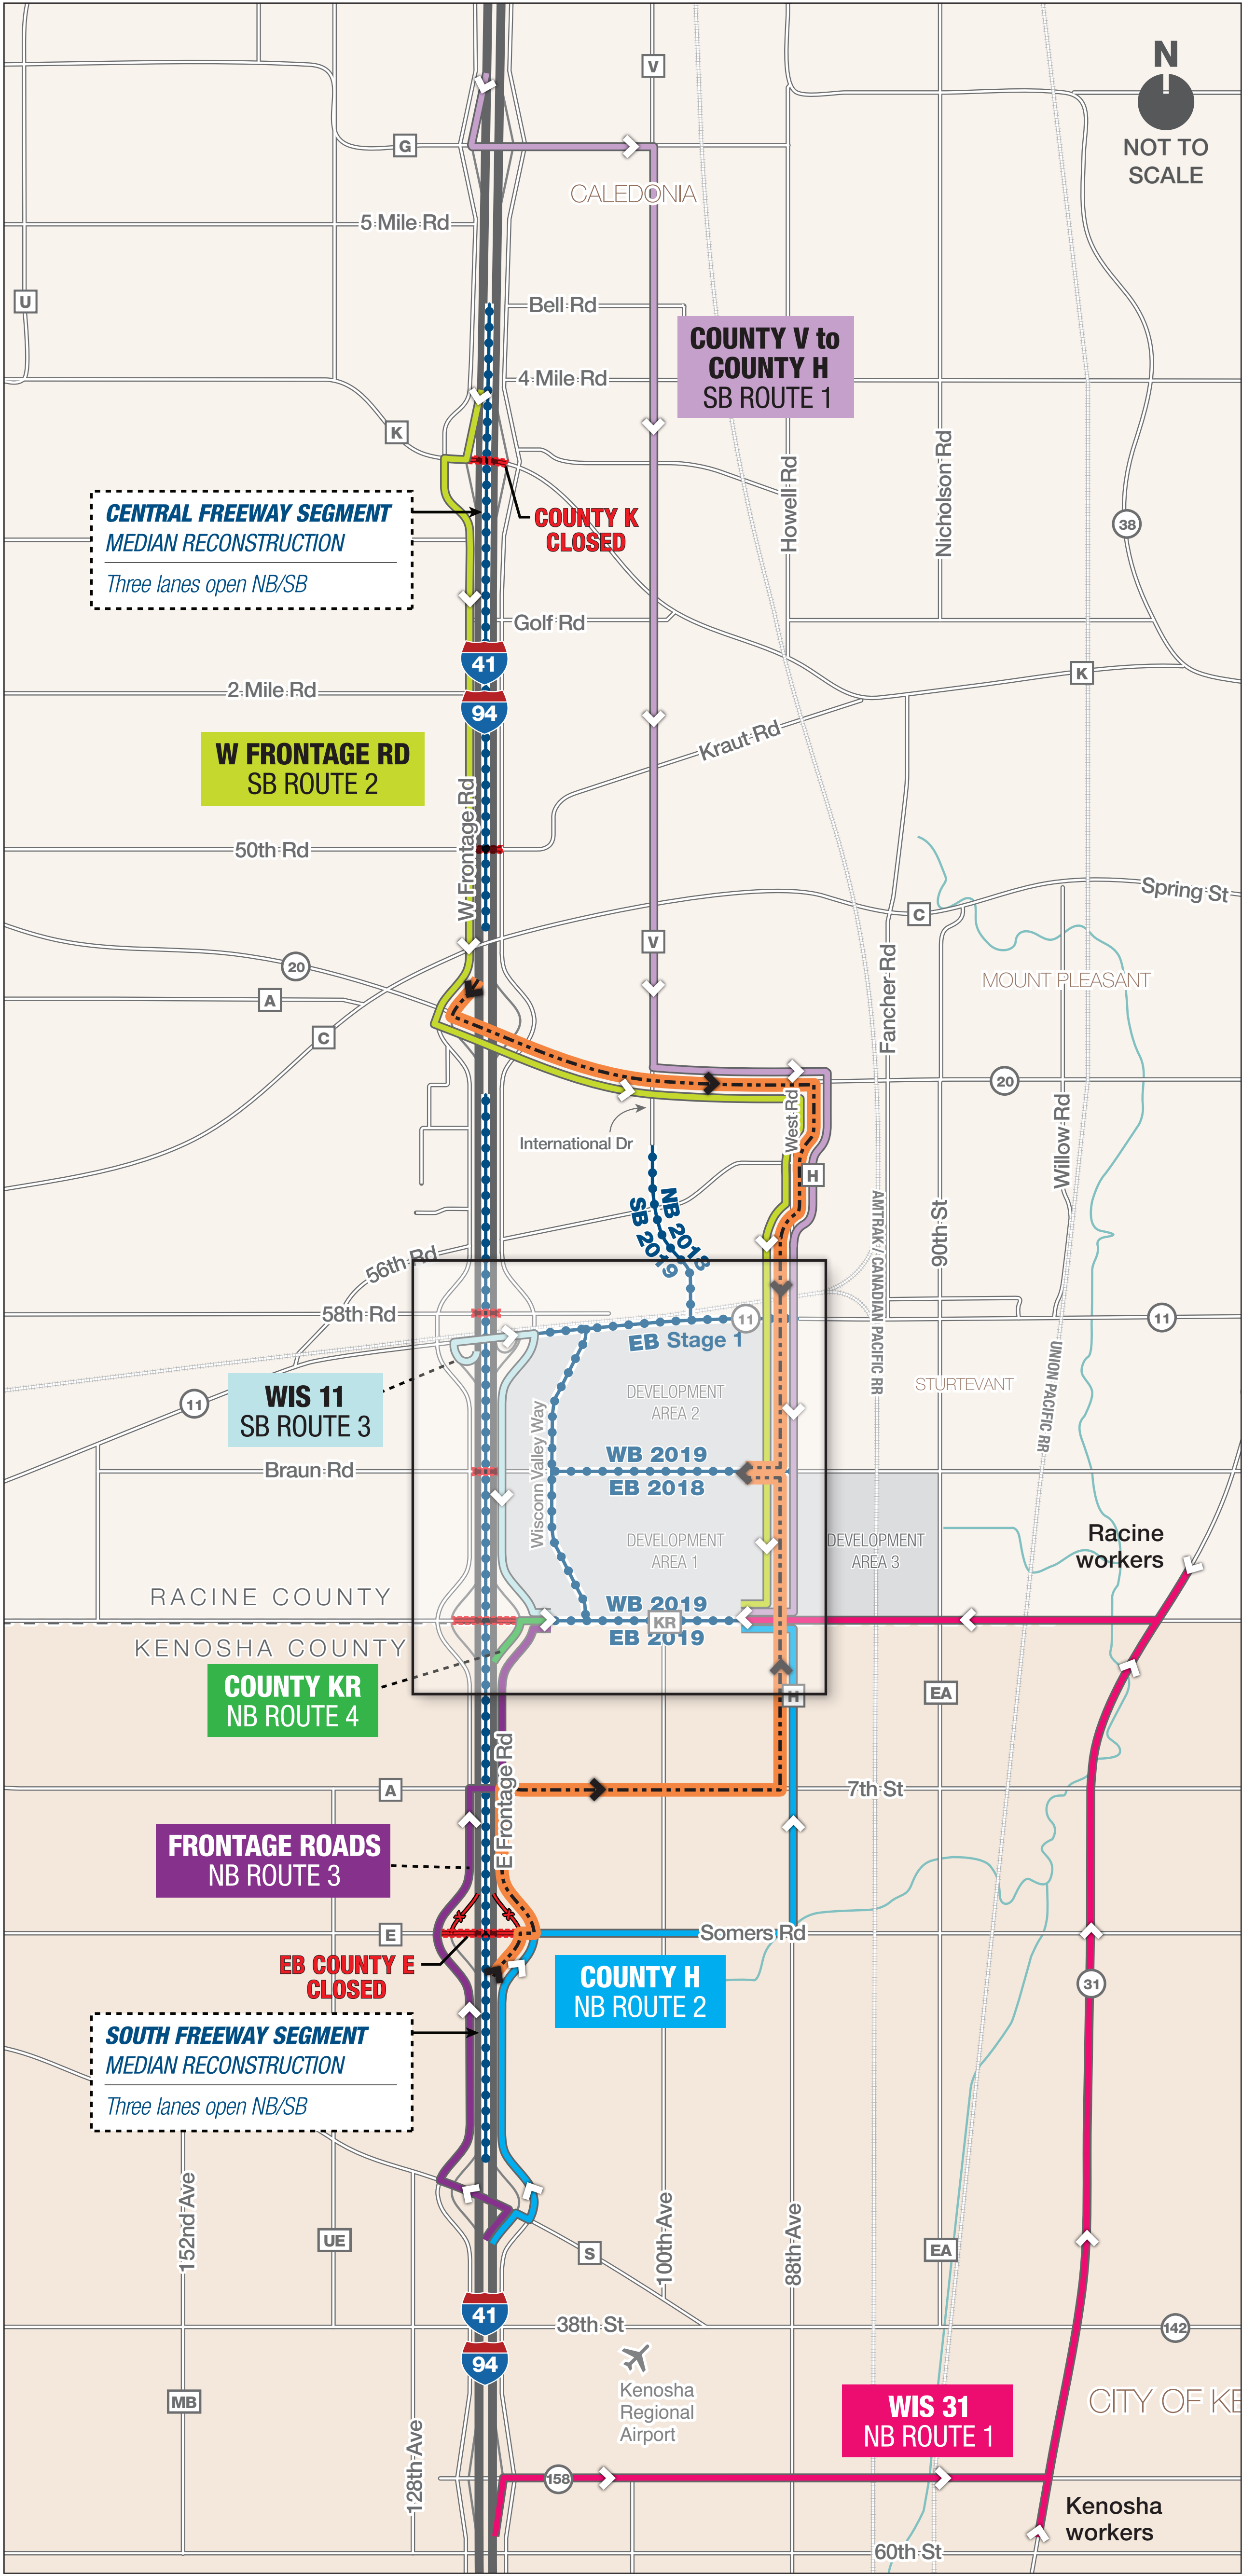 N
NOT TO
SCALE
V
G
CALEDONIA
5 Mile Rd
U
Bell Rd
COUNTY V to
COUNTY H
SB ROUTE 1
4 Mile Rd
K
Howell Rd
Nicholson Rd
CENTRAL FREEWAY SEGMENT
MEDIAN RECONSTRUCTION
Three lanes open NB/SB
COUNTY K
CLOSED
38
Golf Rd
41
K
2 Mile Rd
94
Kraut Rd
W FRONTAGE RD
SB ROUTE 2
W Frontage Rd
50th Rd
Spring St
C
V
20
MOUNT PLEASANT
A
Fancher Rd
C
20
West Rd
Willow Rd
International Dr
H
NB 2018
SB 2019
AMTRAK / CANADIAN PACIFIC RR
90th St
56th Rd
58th Rd
11
11
EB Stage 1
UNION PACIFIC RR
WIS 11
SB ROUTE 3
11
DEVELOPMENT
AREA 2
STURTEVANT
Wisconn Valley Way
WB 2019
Braun Rd
EB 2018
DEVELOPMENT
AREA 1
DEVELOPMENT
AREA 3
Racine
workers
RACINE COUNTY
WB 2019
KR
EB 2019
KENOSHA COUNTY
COUNTY KR
NB ROUTE 4
H
EA
E Frontage Rd
A
7th St
FRONTAGE ROADS
NB ROUTE 3
E
Somers Rd
EB COUNTY E
CLOSED
COUNTY H
NB ROUTE 2
31
SOUTH FREEWAY SEGMENT
MEDIAN RECONSTRUCTION
Three lanes open NB/SB
152nd Ave
UE
S
100th Ave
88th Ave
EA
41
38th St
142
94
Kenosha
Regional
Airport
MB
WIS 31
NB ROUTE 1
CITY OF KE
128th Ave
158
Kenosha
workers
60th St